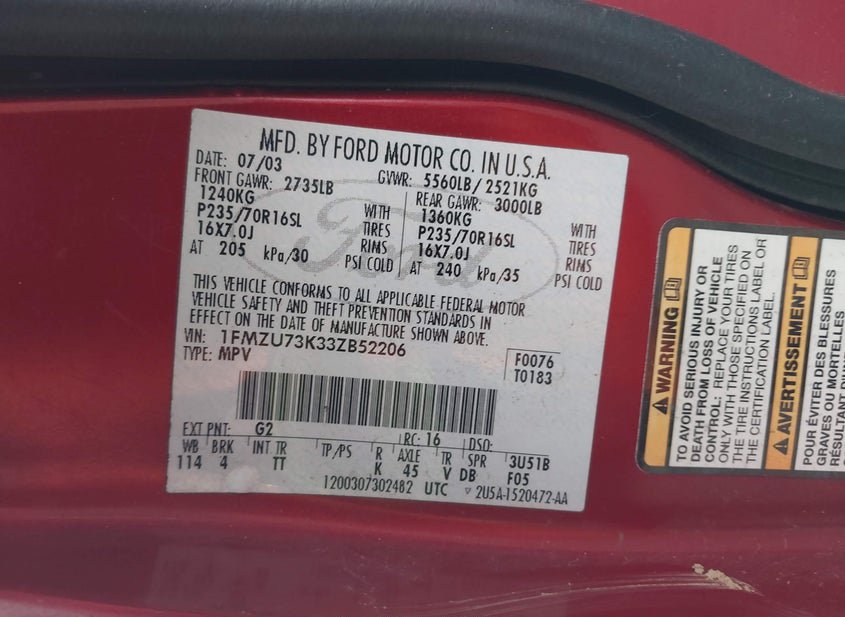 MFD. BY FORD MOTOR CO. IN U.S.A.
DATE: 07/03 GVWR: 5560LB/2521KG
FRONT GAWR: 2735LB REAR GAWR: 3000LB
1240KG WITH 1360KG WITH
P235/70R16SL TIRES P235/70R16SL TIRES
16X7.0J RIMS 16X7.0J RIMS
AT 205 kPa/30 PSI COLD AT 240 kPa/35 PSI COLD
Ford
THIS VEHICLE CONFORMS TO ALL APPLICABLE FEDERAL MOTOR
VEHICLE SAFETY AND THEFT PREVENTION STANDARDS IN
EFFECT ON THE DATE OF MANUFACTURE SHOWN ABOVE.
VIN: 1FMZU73K33ZB52206 F0076
TYPE: MPV T0183
EXT PNT: G2 RC: 16 DSO:
WB BRK INT TR TP/PS R AXLE TR SPR 3U51B
114 4 TT K 45 V DB F05
1200307302482 UTC ▽ 2U5A-1520472-AA
WARNING
TO AVOID SERIOUS INJURY OR
DEATH FROM LOSS OF VEHICLE
CONTROL: REPLACE YOUR TIRES
ONLY WITH THOSE SPECIFIED ON
THE TIRE INSTRUCTIONS LABEL OR
THE CERTIFICATION LABEL.
AVERTISSEMENT
POUR ÉVITER DES BLESSURES
GRAVES OU MORTELLES
RÉSULTANT